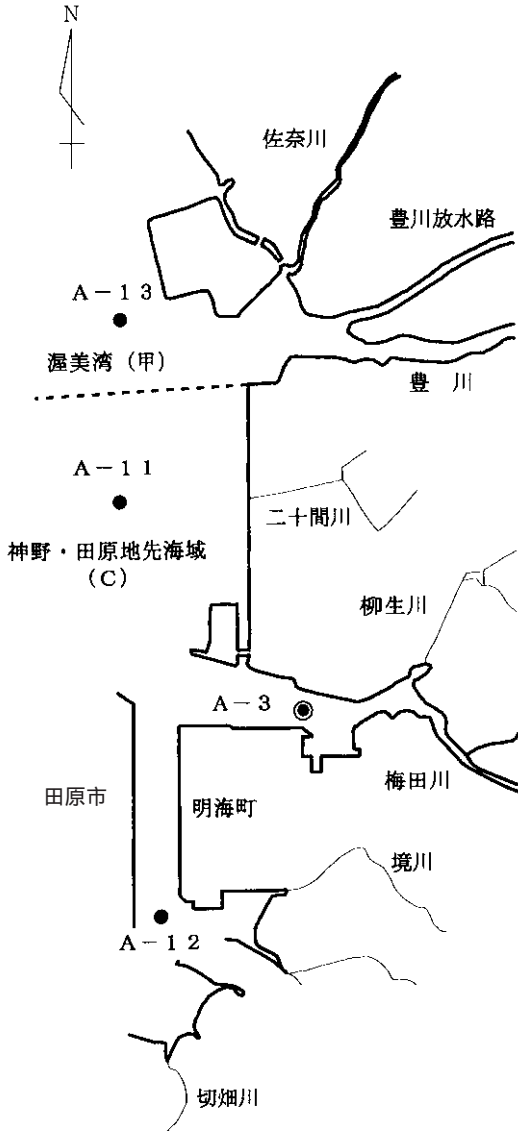 N
佐奈川
豊川放水路
A－13
渥美湾（甲）
豊　川
A－11
二十間川
神野・田原地先海域
（C）
柳生川
A－3
梅田川
田原市
明海町
境川
A－12
切畑川